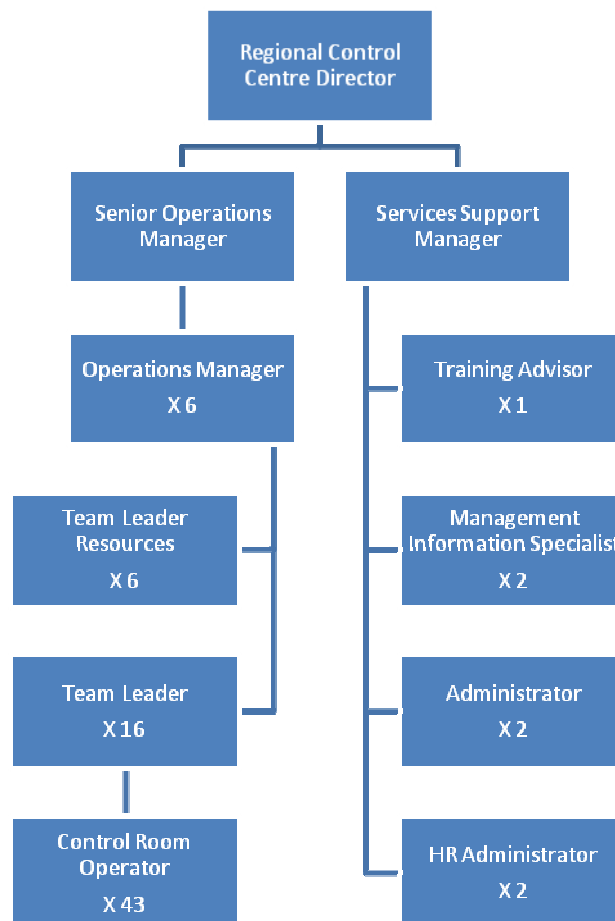 Regional Control
Centre Director
Senior Operations
Manager
Services Support
Manager
Operations Manager
X 6
Training Advisor
X 1
Team Leader
Resources
X 6
Management
Information Specialist
X 2
Team Leader
X 16
Administrator
X 2
Control Room
Operator
X 43
HR Administrator
X 2